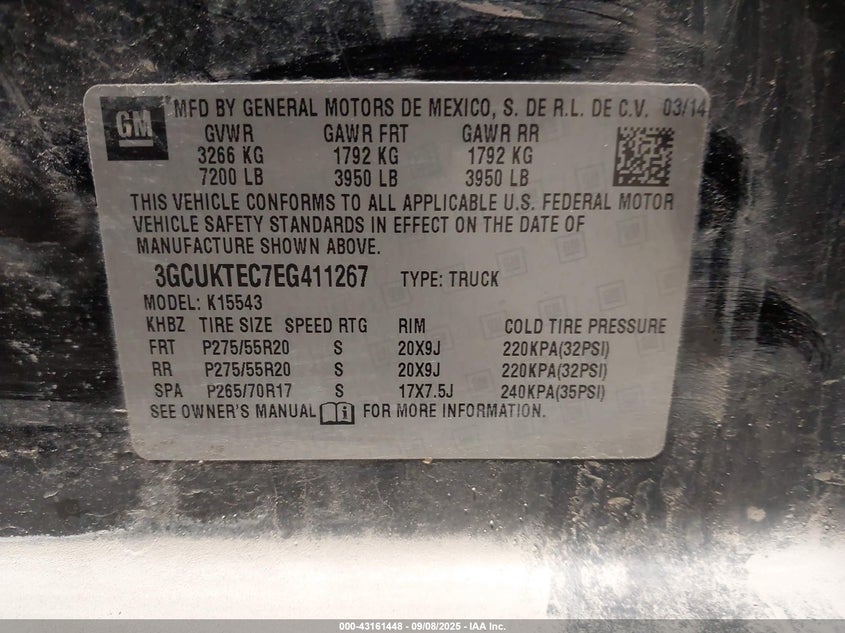 GM MFD BY GENERAL MOTORS DE MEXICO, S. DE R.L. DE C.V. 03/14
GVWR GAWR FRT GAWR RR
3266 KG 1792 KG 1792 KG
7200 LB 3950 LB 3950 LB
THIS VEHICLE CONFORMS TO ALL APPLICABLE U.S. FEDERAL MOTOR
VEHICLE SAFETY STANDARDS IN EFFECT ON THE DATE OF
MANUFACTURE SHOWN ABOVE.
3GCUKTEC7EG411267 TYPE: TRUCK
MODEL: K15543
KHBZ TIRE SIZE SPEED RTG RIM COLD TIRE PRESSURE
FRT P275/55R20 S 20X9J 220KPA(32PSI)
RR P275/55R20 S 20X9J 220KPA(32PSI)
SPA P265/70R17 S 17X7.5J 240KPA(35PSI)
SEE OWNER'S MANUAL FOR MORE INFORMATION.
000-43161448 - 09/08/2025 - IAA Inc.